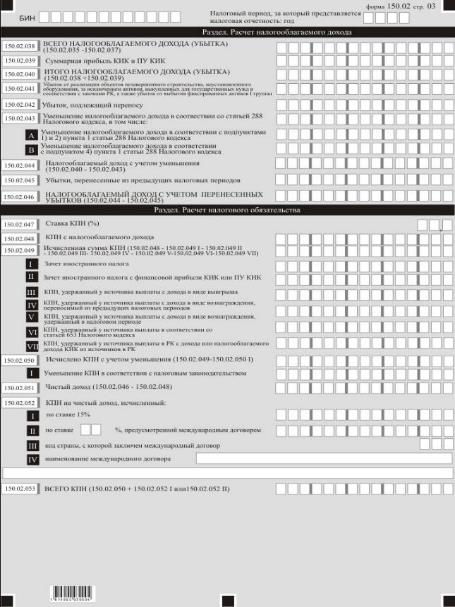 форма 150.02 стр. 03
БИН
Налоговый период, за который представляется
налоговая отчетность: год
Раздел. Расчет налогооблагаемого дохода
150.02.038 ВСЕГО НАЛОГООБЛАГАЕМОГО ДОХОДА (УБЫТКА)
(150.02.035 -150.02.037)
150.02.039 Суммарная прибыль КИК и ПУ КИК
150.02.040 ИТОГО НАЛОГООБЛАГАЕМОГО ДОХОДА (УБЫТКА)
(150.02.038 +150.02.039)
150.02.041 Убыток от реализации объектов незавершенного строительства, неустановленного
оборудования, за исключением активов, выкупленных для государственных нужд в
соответствии с законами РК, а также убыток от выбытия фиксированных активов I группы
150.02.042 Убыток, подлежащий переносу
150.02.043 Уменьшение налогооблагаемого дохода в соответствии со статьей 288
Налогового кодекса, в том числе:
A Уменьшение налогооблагаемого дохода в соответствии с подпунктами
1) и 2) пункта 1 статьи 288 Налогового кодекса
B Уменьшение налогооблагаемого дохода в соответствии
с подпунктом 4) пункта 1 статьи 288 Налогового кодекса
150.02.044 Налогооблагаемый доход с учетом уменьшения
(150.02.040 - 150.02.043)
150.02.045 Убытки, перенесенные из предыдущих налоговых периодов
150.02.046 НАЛОГООБЛАГАЕМЫЙ ДОХОД С УЧЕТОМ ПЕРЕНЕСЕННЫХ
УБЫТКОВ (150.02.044 - 150.02.045)
Раздел. Расчет налогового обязательства
150.02.047 Ставка КПН (%)
150.02.048 КПН с налогооблагаемого дохода
150.02.049 Исчисленная сумма КПН (150.02.048 - 150.02.049 I - 150.02.049 II
- 150.02.049 III- 150.02.049 IV - 150.02.049 V-150.02.049 VI-150.02.049 VII)
I Зачет иностранного налога
II Зачет иностранного налога с финансовой прибыли КИК или ПУ КИК
III КПН, удержанный у источника выплаты с дохода в виде выигрыша
IV КПН, удержанный у источника выплаты с дохода в виде вознаграждения,
переносимый из предыдущих налоговых периодов
V КПН, удержанный у источника выплаты с дохода в виде вознаграждения,
удержанный в налоговом периоде
VI КПН, удержанный у источника выплаты в соответствии со
статьей 653 Налогового кодекса
VII КПН, удержанный у источника выплаты в РК с дохода или налогооблагаемого
дохода КИК из источников в РК
150.02.050 Исчислено КПН с учетом уменьшения (150.02.049-150.02.050 I)
I Уменьшение КПН в соответствии с налоговым законодательством
150.02.051 Чистый доход (150.02.046 - 150.02.048)
150.02.052 КПН на чистый доход, исчисленный:
I по ставке 15%
II по ставке %, предусмотренной международным договором
III код страны, с которой заключен международный договор
IV наименование международного договора
150.02.053 ВСЕГО КПН (150.02.050 + 150.02.052 I или150.02.052 II)